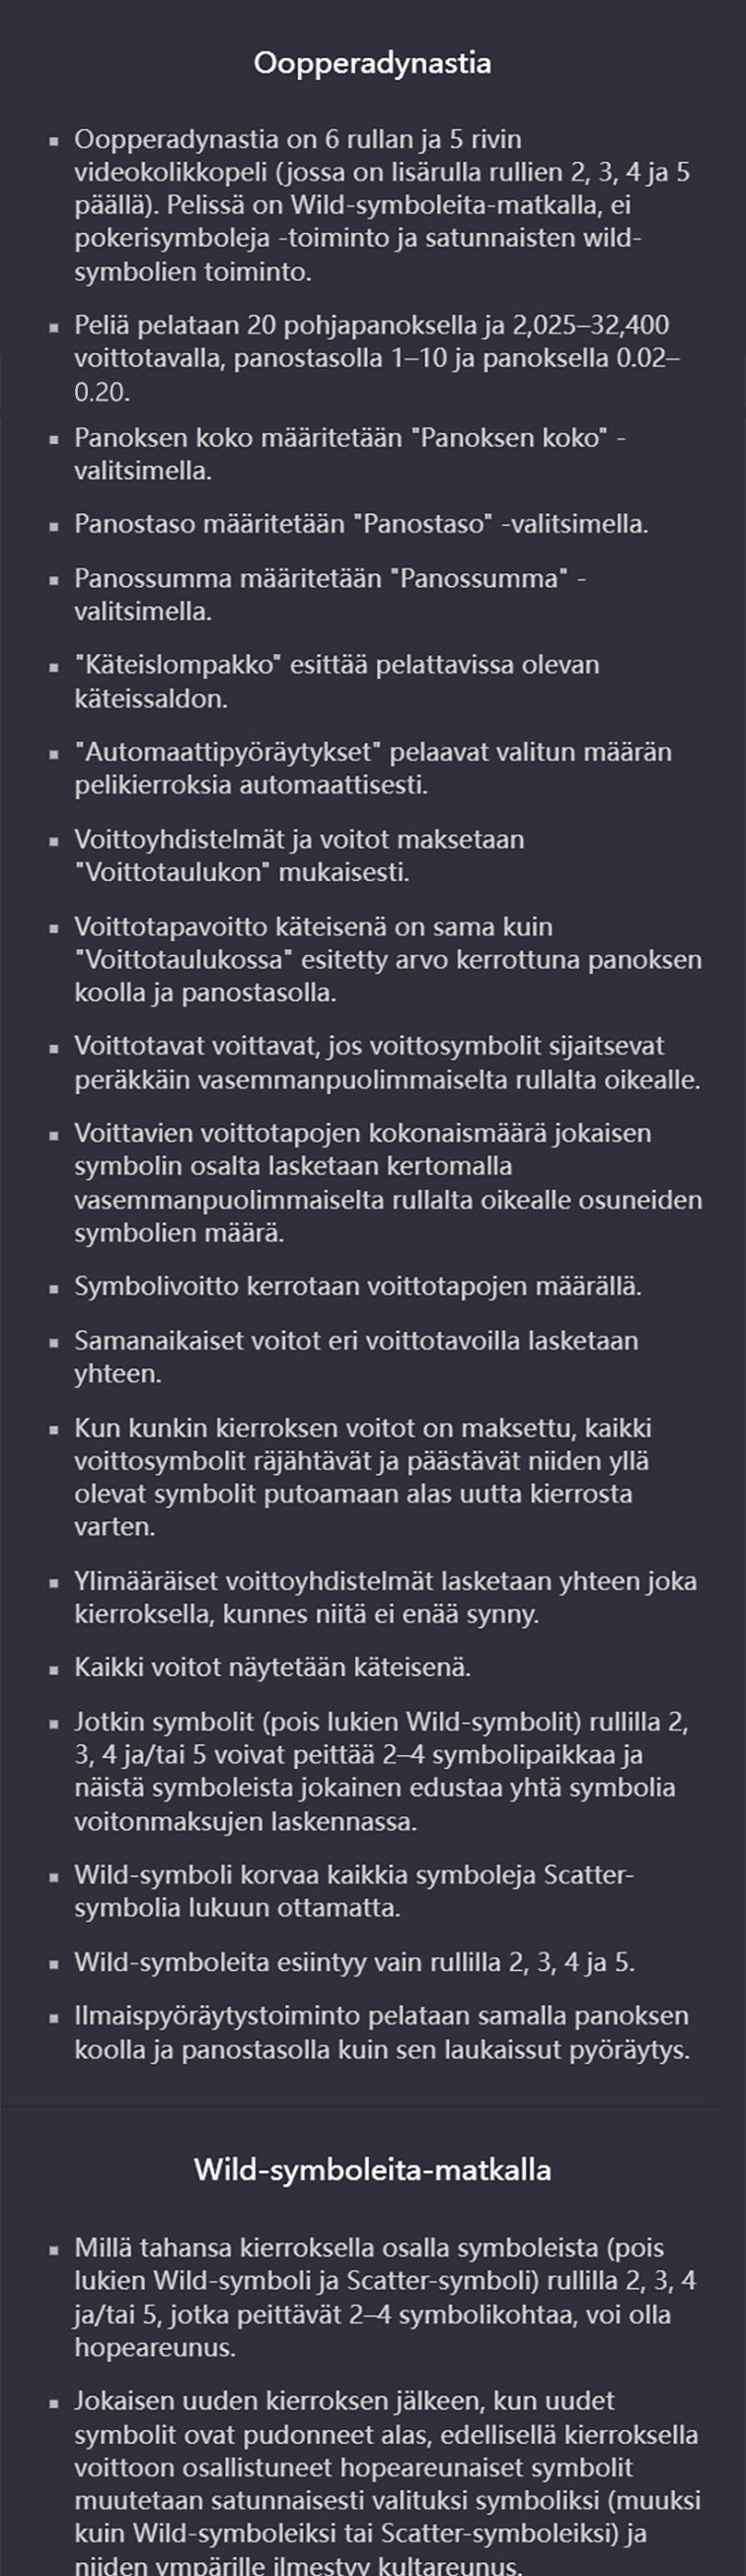 Oopperadynastia
▪ Oopperadynastia on 6 rullan ja 5 rivin
videokolikkopeli (jossa on lisärulla rullien 2, 3, 4 ja 5
päällä). Pelissä on Wild-symboleita-matkalla, ei
pokerisymboleja -toiminto ja satunnaisten wild-
symbolien toiminto.
▪ Peliä pelataan 20 pohjapanoksella ja 2,025–32,400
voittotavalla, panostasolla 1–10 ja panoksella 0.02–
0.20.
▪ Panoksen koko määritetään "Panoksen koko" -
valitsimella.
▪ Panostaso määritetään "Panostaso" -valitsimella.
▪ Panossumma määritetään "Panossumma" -
valitsimella.
▪ "Käteislompakko" esittää pelattavissa olevan
käteissaldon.
▪ "Automaattipyöräytykset" pelaavat valitun määrän
pelikierroksia automaattisesti.
▪ Voittoyhdistelmät ja voitot maksetaan
"Voittotaulukon" mukaisesti.
▪ Voittotapavoitto käteisenä on sama kuin
"Voittotaulukossa" esitetty arvo kerrottuna panoksen
koolla ja panostasolla.
▪ Voittotavat voittavat, jos voittosymbolit sijaitsevat
peräkkäin vasemmanpuolimmaiselta rullalta oikealle.
▪ Voittavien voittotapojen kokonaismäärä jokaisen
symbolin osalta lasketaan kertomalla
vasemmanpuolimmaiselta rullalta oikealle osuneiden
symbolien määrä.
▪ Symbolivoitto kerrotaan voittotapojen määrällä.
▪ Samanaikaiset voitot eri voittotavoilla lasketaan
yhteen.
▪ Kun kunkin kierroksen voitot on maksettu, kaikki
voittosymbolit räjähtävät ja päästävät niiden yllä
olevat symbolit putoamaan alas uutta kierrosta
varten.
▪ Ylimääräiset voittoyhdistelmät lasketaan yhteen joka
kierroksella, kunnes niitä ei enää synny.
▪ Kaikki voitot näytetään käteisenä.
▪ Jotkin symbolit (pois lukien Wild-symbolit) rullilla 2,
3, 4 ja/tai 5 voivat peittää 2–4 symbolipaikkaa ja
näistä symboleista jokainen edustaa yhtä symbolia
voitonmaksujen laskennassa.
▪ Wild-symboli korvaa kaikkia symboleja Scatter-
symbolia lukuun ottamatta.
▪ Wild-symboleita esiintyy vain rullilla 2, 3, 4 ja 5.
▪ Ilmaispyöräytystoiminto pelataan samalla panoksen
koolla ja panostasolla kuin sen laukaissut pyöräytys.
Wild-symboleita-matkalla
▪ Millä tahansa kierroksella osalla symboleista (pois
lukien Wild-symboli ja Scatter-symboli) rullilla 2, 3, 4
ja/tai 5, jotka peittävät 2–4 symbolikohtaa, voi olla
hopeareunus.
▪ Jokaisen uuden kierroksen jälkeen, kun uudet
symbolit ovat pudonneet alas, edellisellä kierroksella
voittoon osallistuneet hopeareunaiset symbolit
muutetaan satunnaisesti valituksi symboliksi (muuksi
kuin Wild-symboleiksi tai Scatter-symboleiksi) ja
niiden ympärille ilmestyy kultareunus.